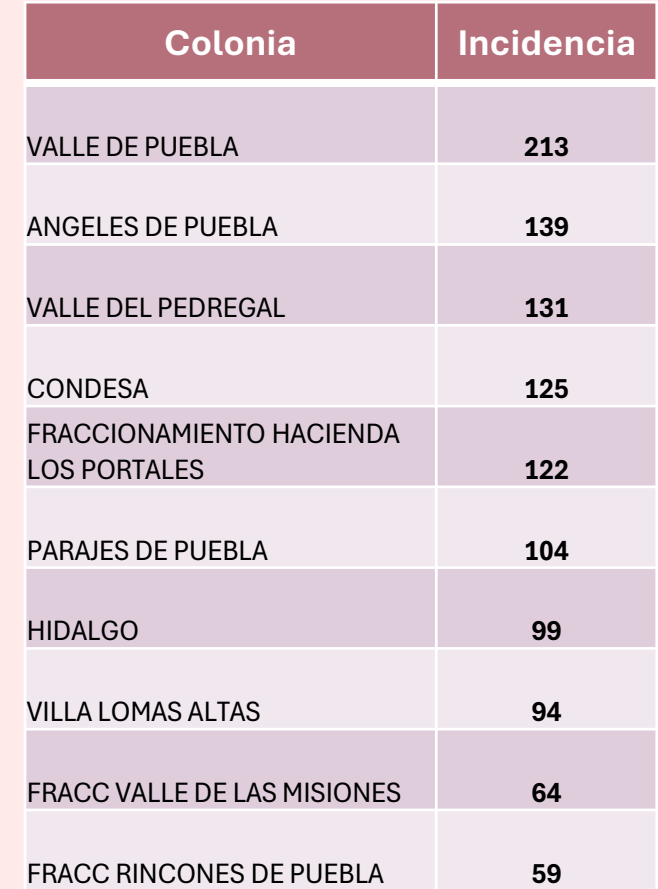 Colonia Incidencia
VALLE DE PUEBLA 213
ANGELES DE PUEBLA 139
VALLE DEL PEDREGAL 131
CONDESA 125
FRACCIONAMIENTO HACIENDA
LOS PORTALES 122
PARAJES DE PUEBLA 104
HIDALGO 99
VILLA LOMAS ALTAS 94
FRACC VALLE DE LAS MISIONES 64
FRACC RINCONES DE PUEBLA 59